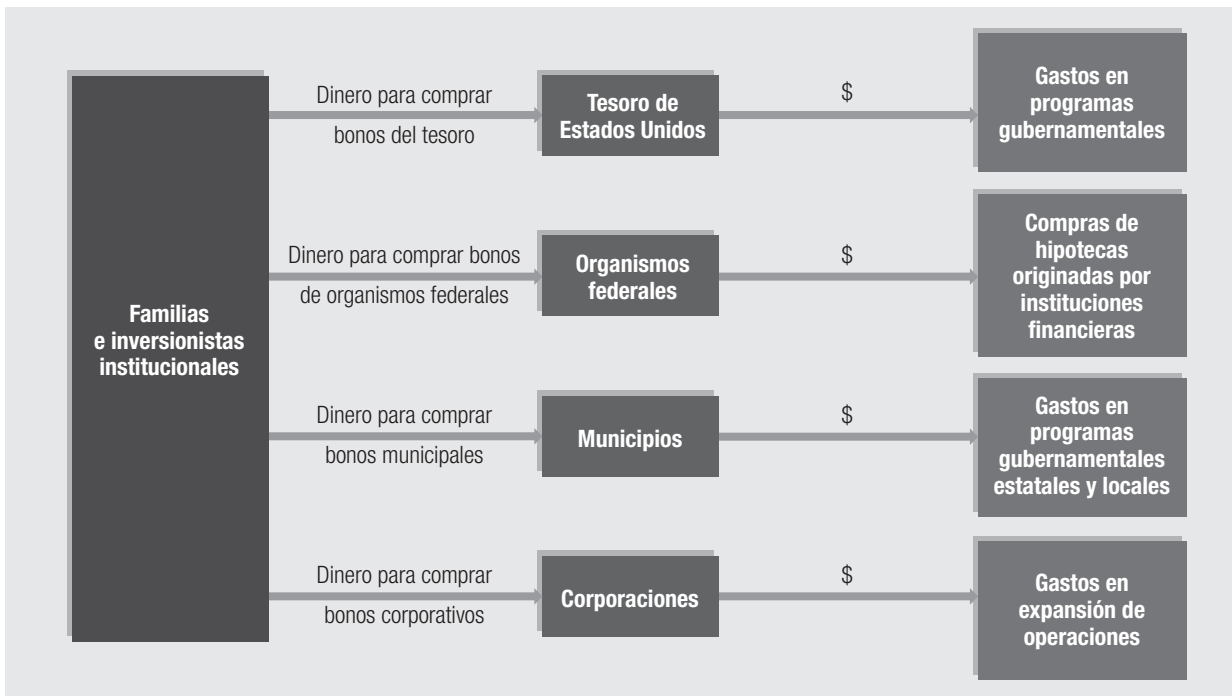 Familias
e inversionistas
institucionales
Dinero para comprar
bonos del tesoro
Tesoro de
Estados Unidos
$
Gastos en
programas
gubernamentales
Dinero para comprar bonos
de organismos federales
Organismos
federales
$
Compras de
hipotecas
originadas por
instituciones
financieras
Dinero para comprar
bonos municipales
Municipios
$
Gastos en
programas
gubernamentales
estatales y locales
Dinero para comprar
bonos corporativos
Corporaciones
$
Gastos en
expansión de
operaciones